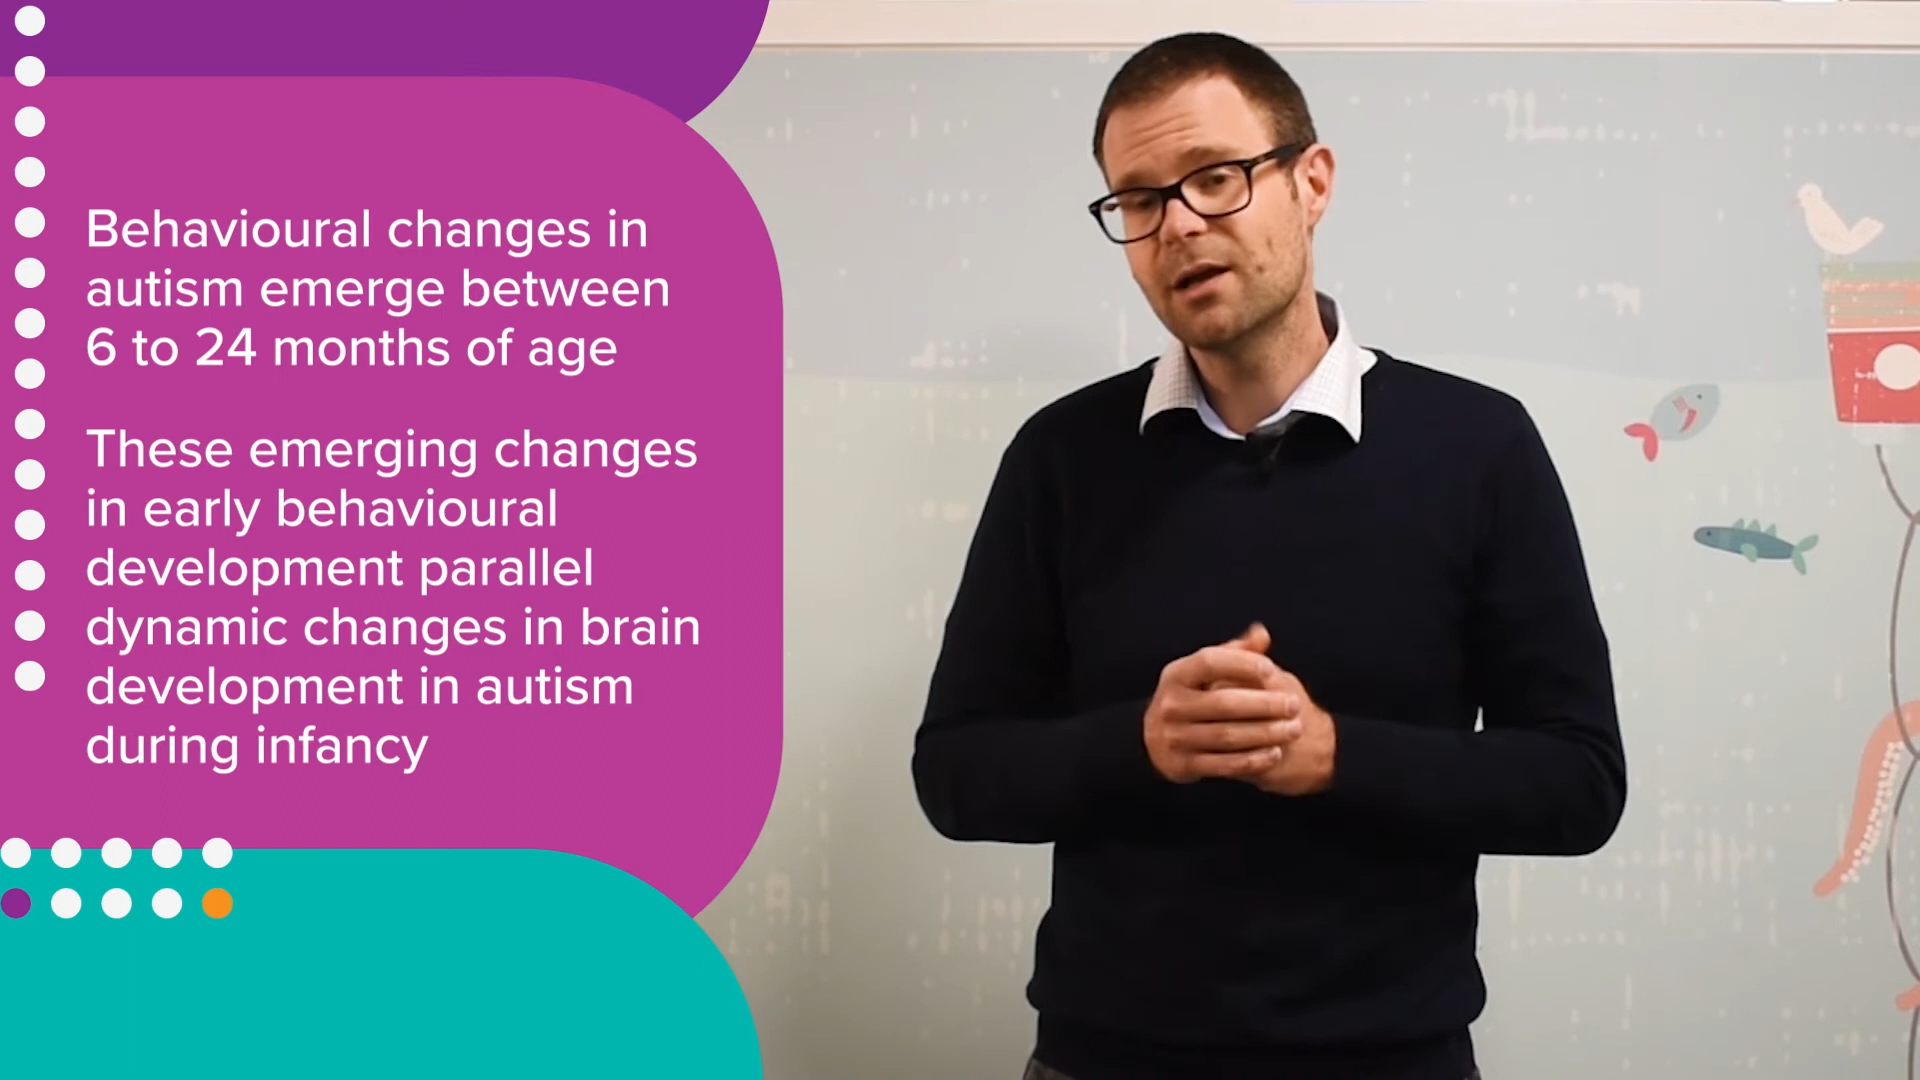 Behavioural changes in
autism emerge between
6 to 24 months of age
These emerging changes
in early behavioural
development parallel
dynamic changes in brain
development in autism
during infancy